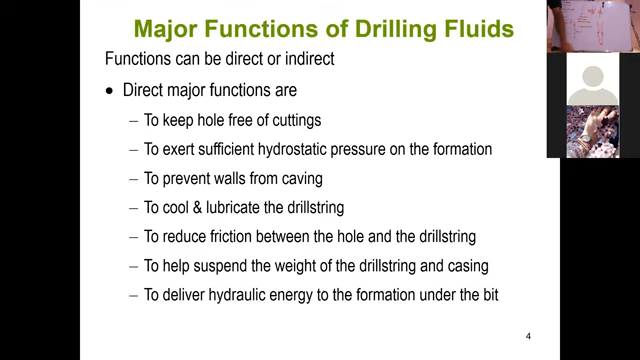 Major Functions of Drilling Fluids
Functions can be direct or indirect
• Direct major functions are
– To keep hole free of cuttings
– To exert sufficient hydrostatic pressure on the formation
– To prevent walls from caving
– To cool & lubricate the drillstring
– To reduce friction between the hole and the drillstring
– To help suspend the weight of the drillstring and casing
– To deliver hydraulic energy to the formation under the bit
4